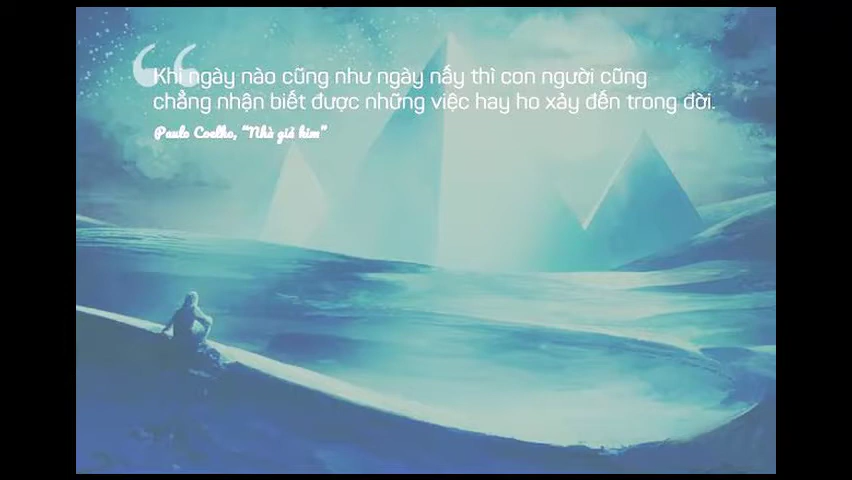 “
Khi ngày nào cũng như ngày nấy thì con người cũng
chẳng nhận biết được những việc hay ho xảy đến trong đời.
Paulo Coelho, “Nhà giả kim”